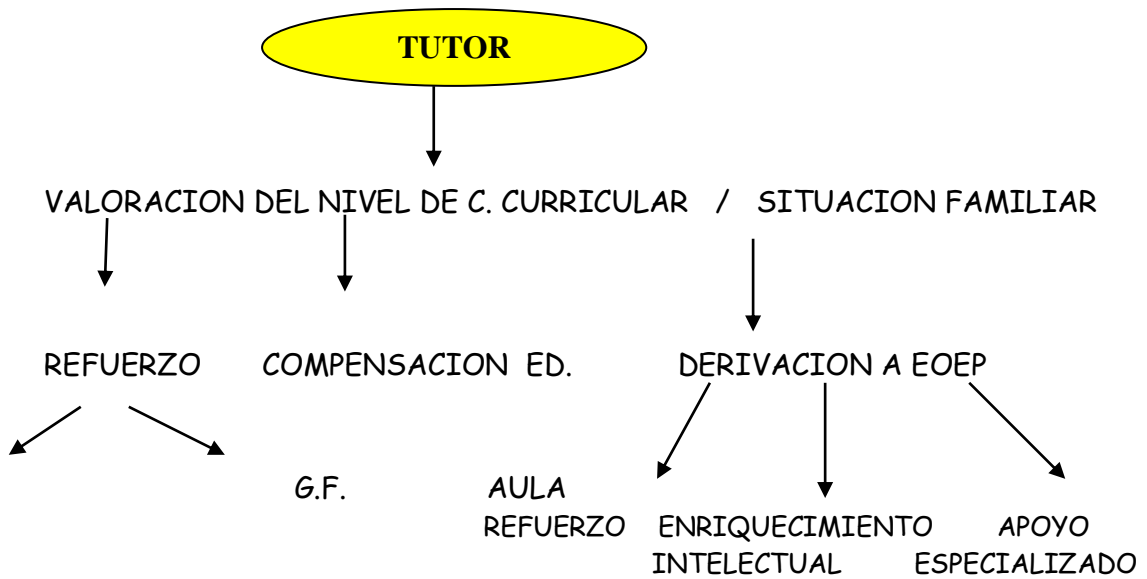 TUTOR
VALORACION DEL NIVEL DE C. CURRICULAR / SITUACION FAMILIAR
REFUERZO COMPENSACION ED. DERIVACION A EOEP
G.F. AULA
REFUERZO ENRIQUECIMIENTO APOYO
INTELECTUAL ESPECIALIZADO